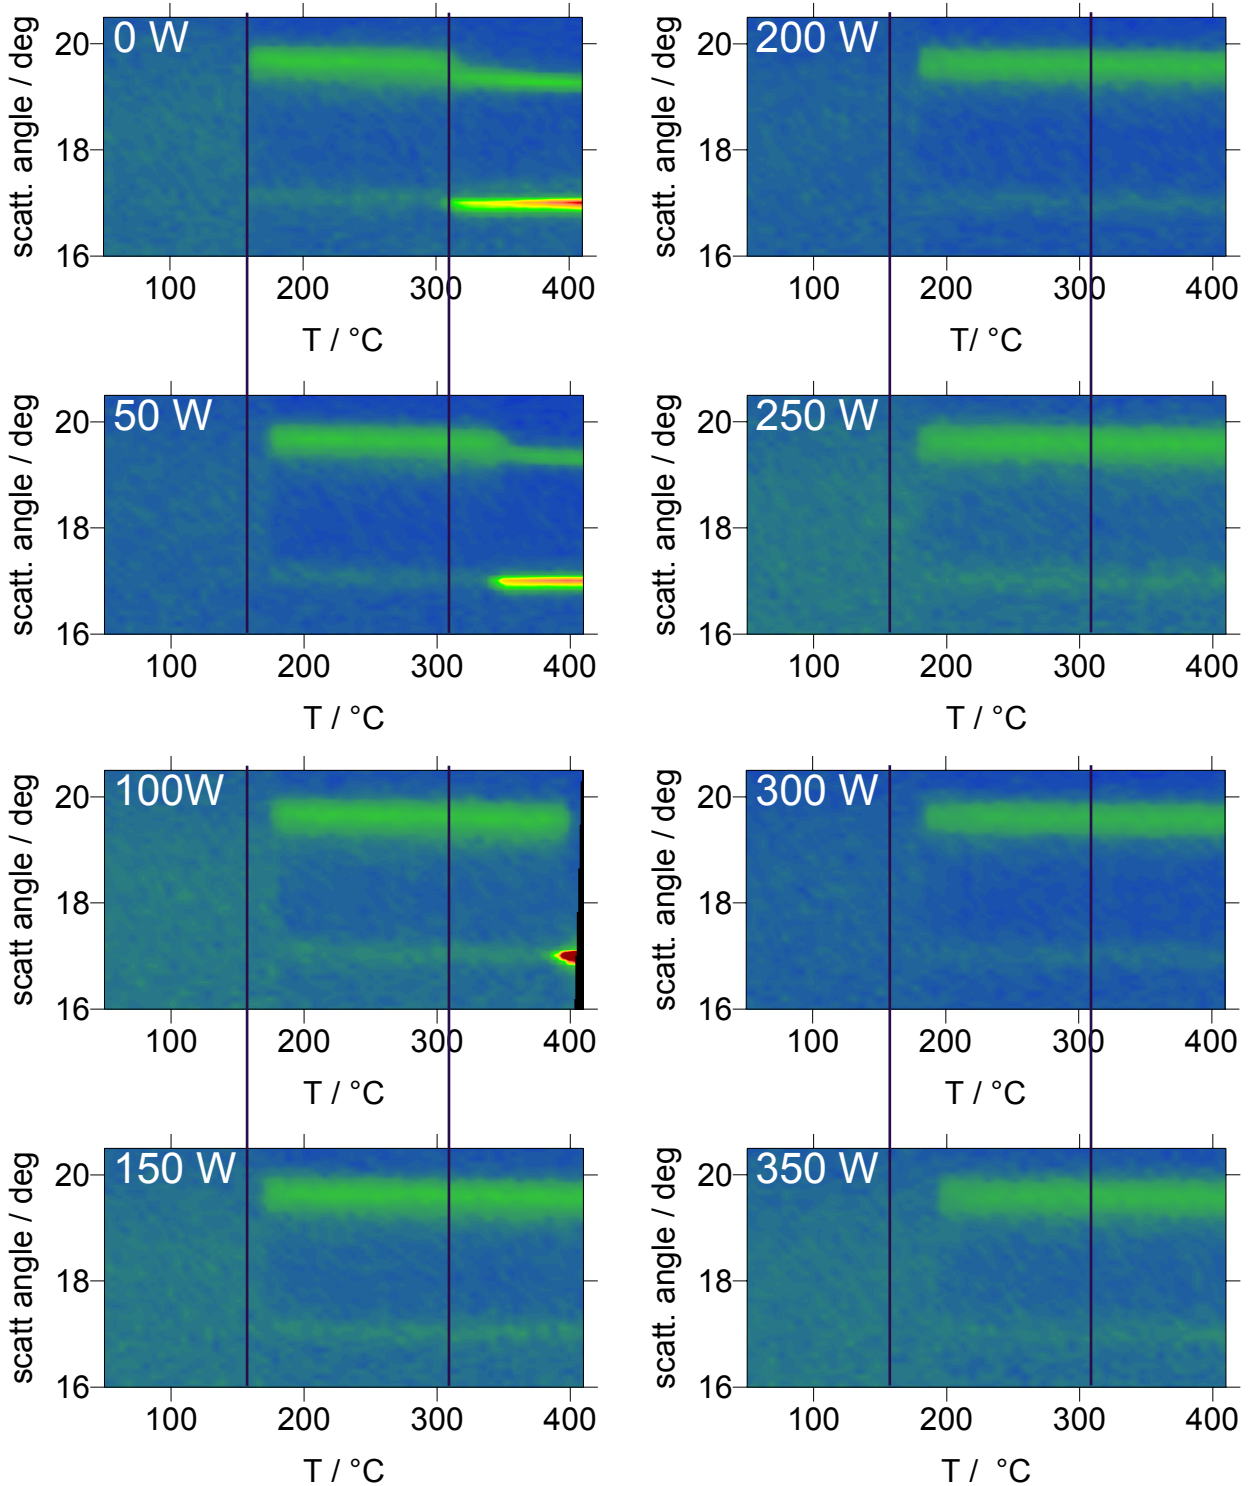 0 W
scatt. angle / deg
20
18
16
100 200 300 400
T / °C
200 W
scatt. angle / deg
20
18
16
100 200 300 400
T/ °C
50 W
scatt. angle / deg
20
18
16
100 200 300 400
T / °C
250 W
scatt. angle / deg
20
18
16
100 200 300 400
T / °C
100W
scatt angle / deg
20
18
16
100 200 300 400
T / °C
300 W
scatt. angle / deg
20
18
16
100 200 300 400
T / °C
150 W
scatt angle / deg
20
18
16
100 200 300 400
T / °C
350 W
scatt. angle / deg
20
18
16
100 200 300 400
T / °C